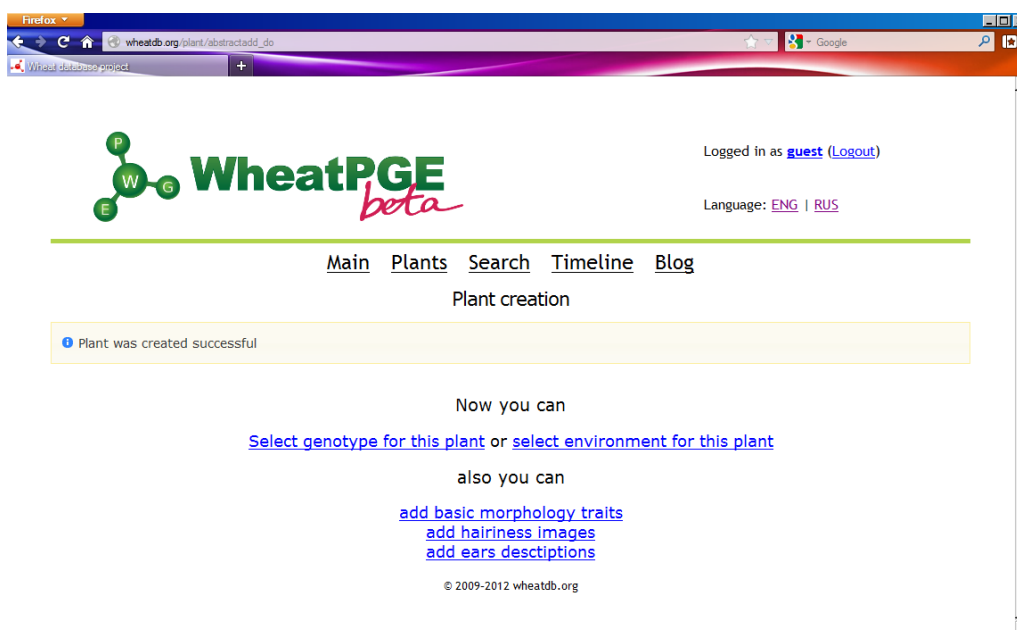 Firefox
wheatdb.org/plant/abstractadd_do
Google
Wheat database project
P
W
G
E
WheatPGE
beta
Logged in as guest (Logout)
Language: ENG | RUS
Main Plants Search Timeline Blog
Plant creation
Plant was created successful
Now you can
Select genotype for this plant or select environment for this plant
also you can
add basic morphology traits
add hairiness images
add ears desctiptions
© 2009-2012 wheatdb.org